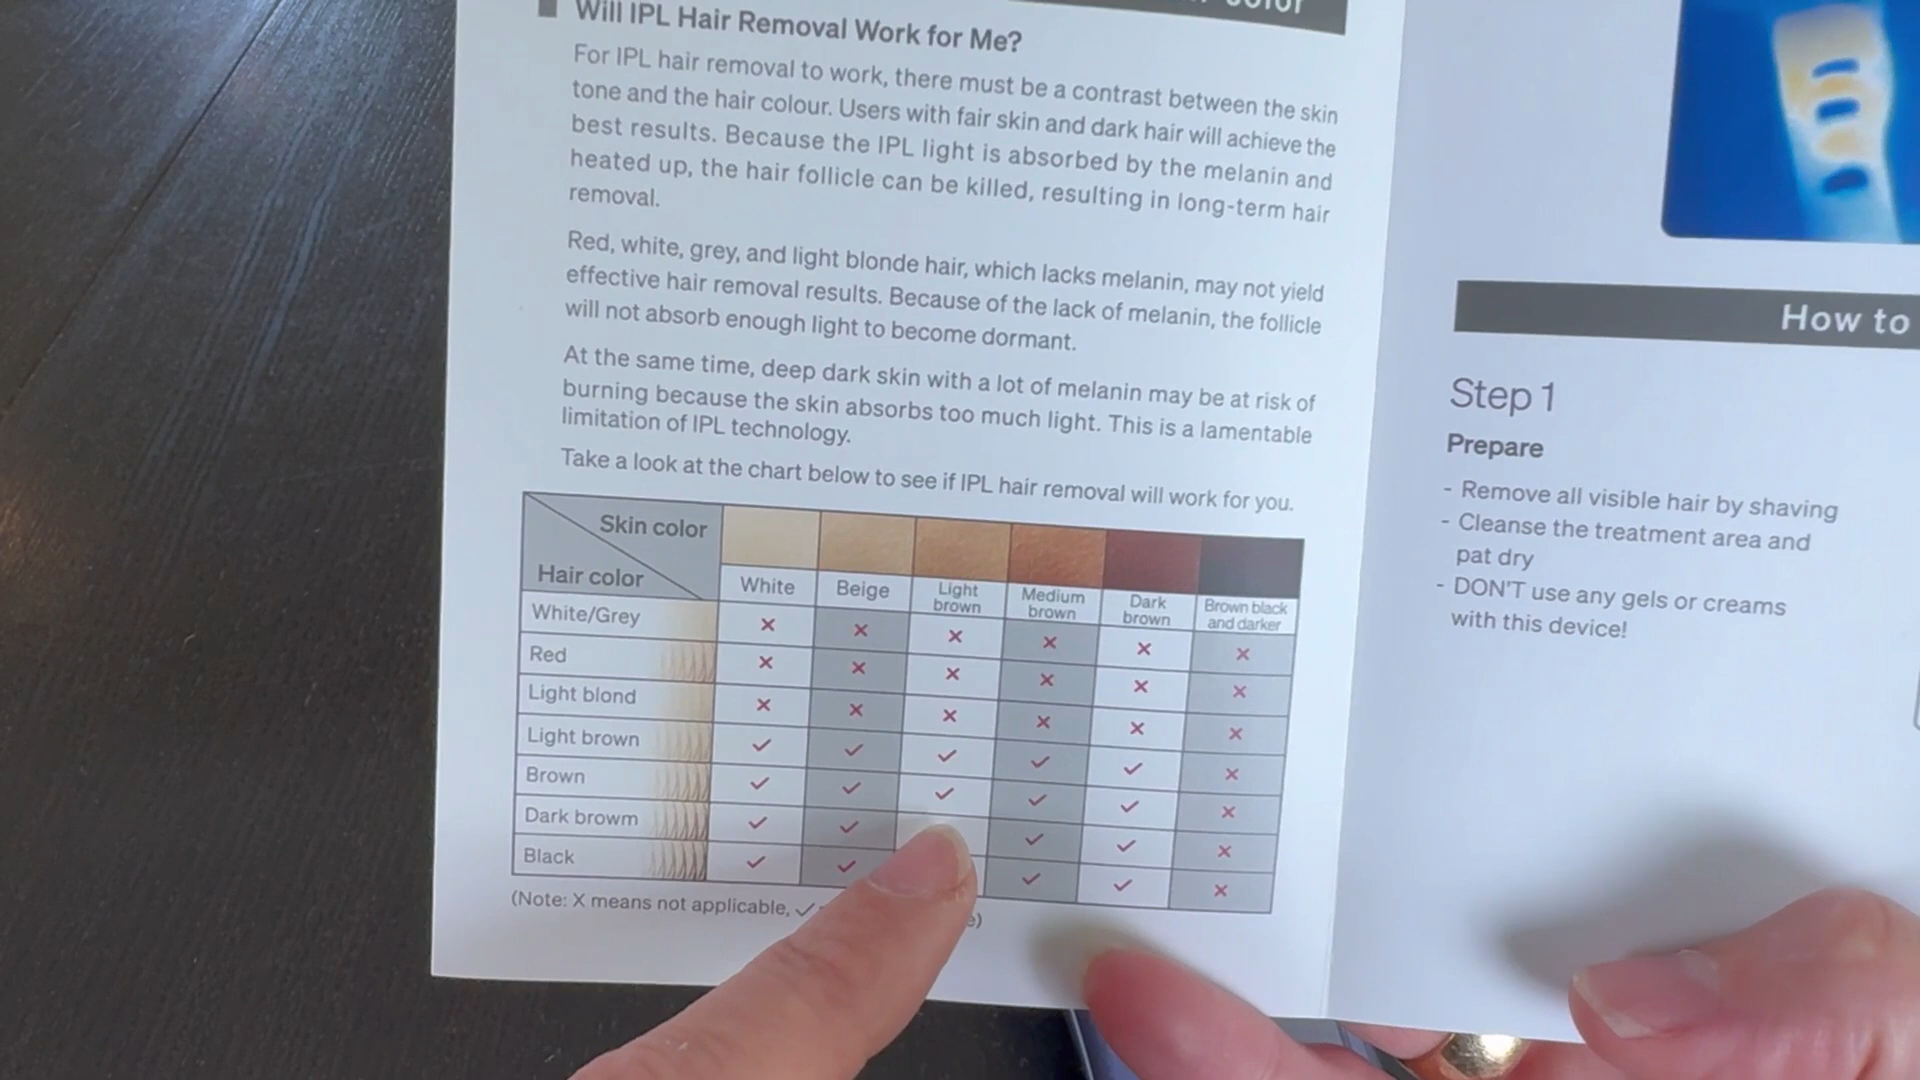 Will IPL Hair Removal Work for Me?
For IPL hair removal to work, there must be a contrast between the skin
tone and the hair colour. Users with fair skin and dark hair will achieve the
best results. Because the IPL light is absorbed by the melanin and
heated up, the hair follicle can be killed, resulting in long-term hair
removal.
Red, white, grey, and light blonde hair, which lacks melanin, may not yield
effective hair removal results. Because of the lack of melanin, the follicle
will not absorb enough light to become dormant.
At the same time, deep dark skin with a lot of melanin may be at risk of
burning because the skin absorbs too much light. This is a lamentable
limitation of IPL technology.
Take a look at the chart below to see if IPL hair removal will work for you.
Skin color
Hair color
White Beige Light brown Medium brown Dark brown Brown black and darker
White/Grey × × × × × ×
Red × × × × × ×
Light blond × × × × × ×
Light brown ✓ ✓ ✓ ✓ ✓ ×
Brown ✓ ✓ ✓ ✓ ✓ ×
Dark browm ✓ ✓ ✓ ✓ ×
Black ✓ ✓ ✓ ✓ ×
(Note: X means not applicable, ✓
How to
Step 1
Prepare
- Remove all visible hair by shaving
- Cleanse the treatment area and
pat dry
- DON'T use any gels or creams
with this device!